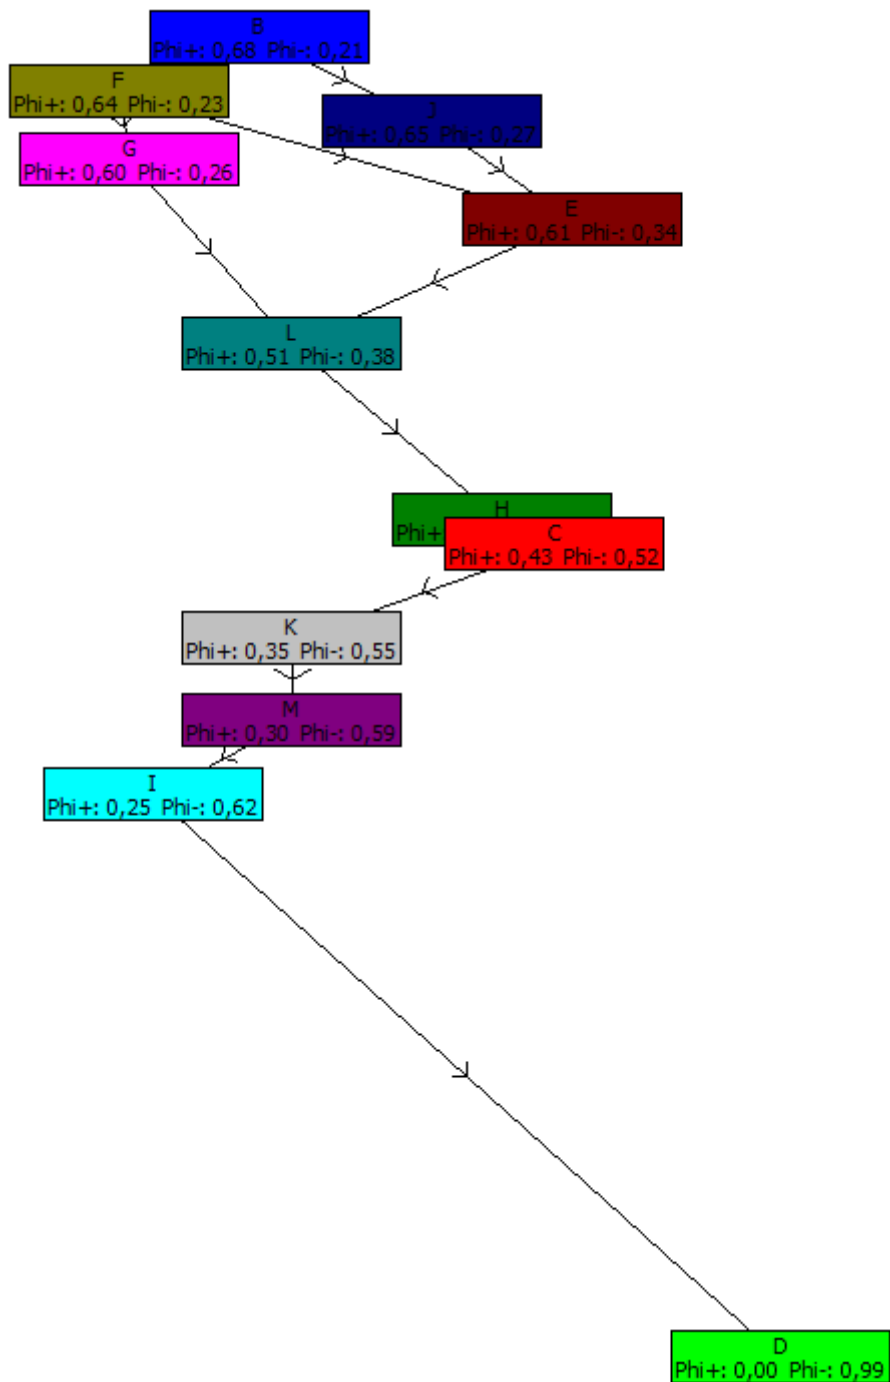 B
Phi+: 0,68 Phi-: 0,21
F
Phi+: 0,64 Phi-: 0,23
J
Phi+: 0,65 Phi-: 0,27
G
Phi+: 0,60 Phi-: 0,26
E
Phi+: 0,61 Phi-: 0,34
L
Phi+: 0,51 Phi-: 0,38
H
Phi+
C
Phi+: 0,43 Phi-: 0,52
K
Phi+: 0,35 Phi-: 0,55
M
Phi+: 0,30 Phi-: 0,59
I
Phi+: 0,25 Phi-: 0,62
D
Phi+: 0,00 Phi-: 0,99